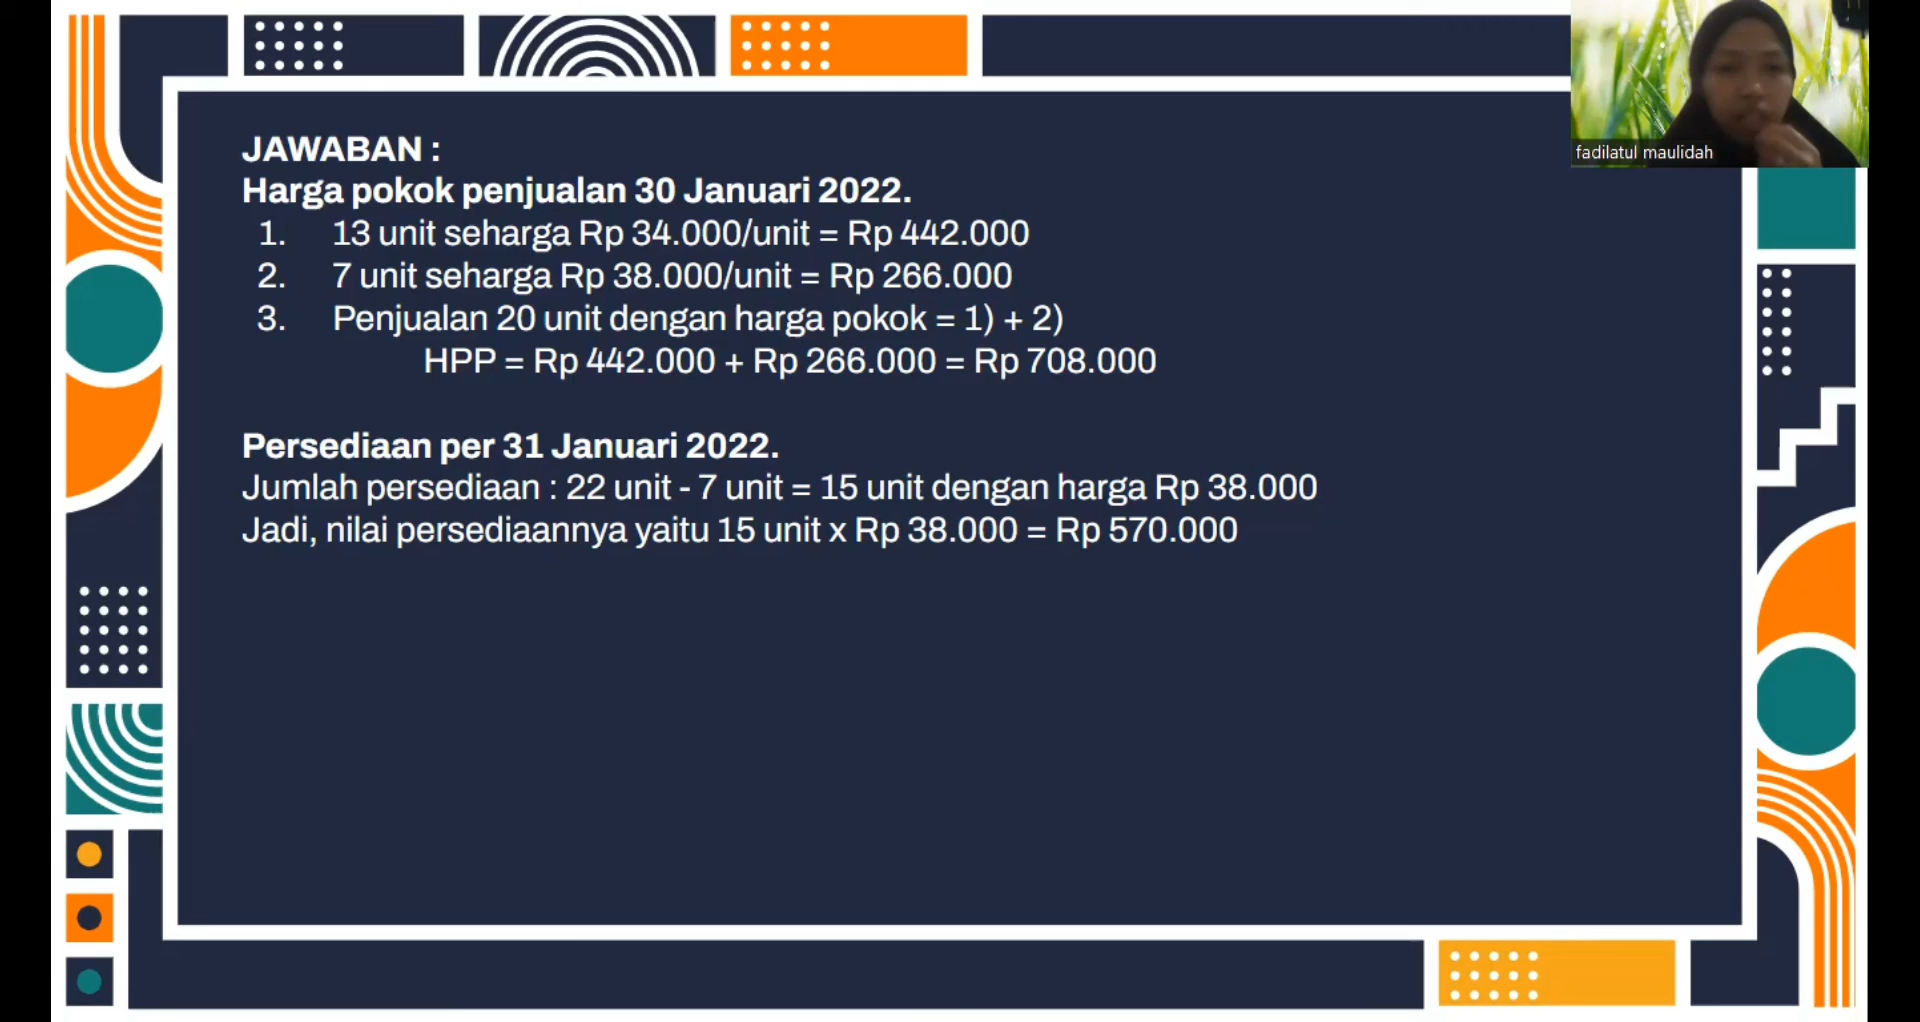 JAWABAN :
Harga pokok penjualan 30 Januari 2022.
1. 13 unit seharga Rp 34.000/unit = Rp 442.000
2. 7 unit seharga Rp 38.000/unit = Rp 266.000
3. Penjualan 20 unit dengan harga pokok = 1) + 2)
HPP = Rp 442.000 + Rp 266.000 = Rp 708.000
Persediaan per 31 Januari 2022.
Jumlah persediaan : 22 unit - 7 unit = 15 unit dengan harga Rp 38.000
Jadi, nilai persediaannya yaitu 15 unit x Rp 38.000 = Rp 570.000
fadilatul maulidah